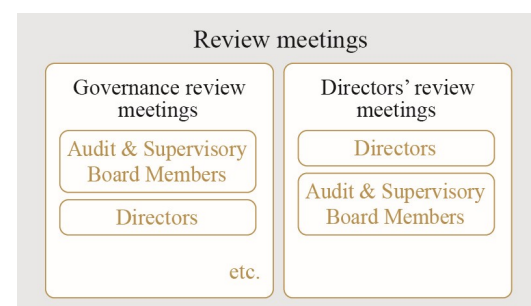 Review meetings
Governance review
meetings
Audit & Supervisory
Board Members
Directors
etc.
Directors’ review
meetings
Directors
Audit & Supervisory
Board Members